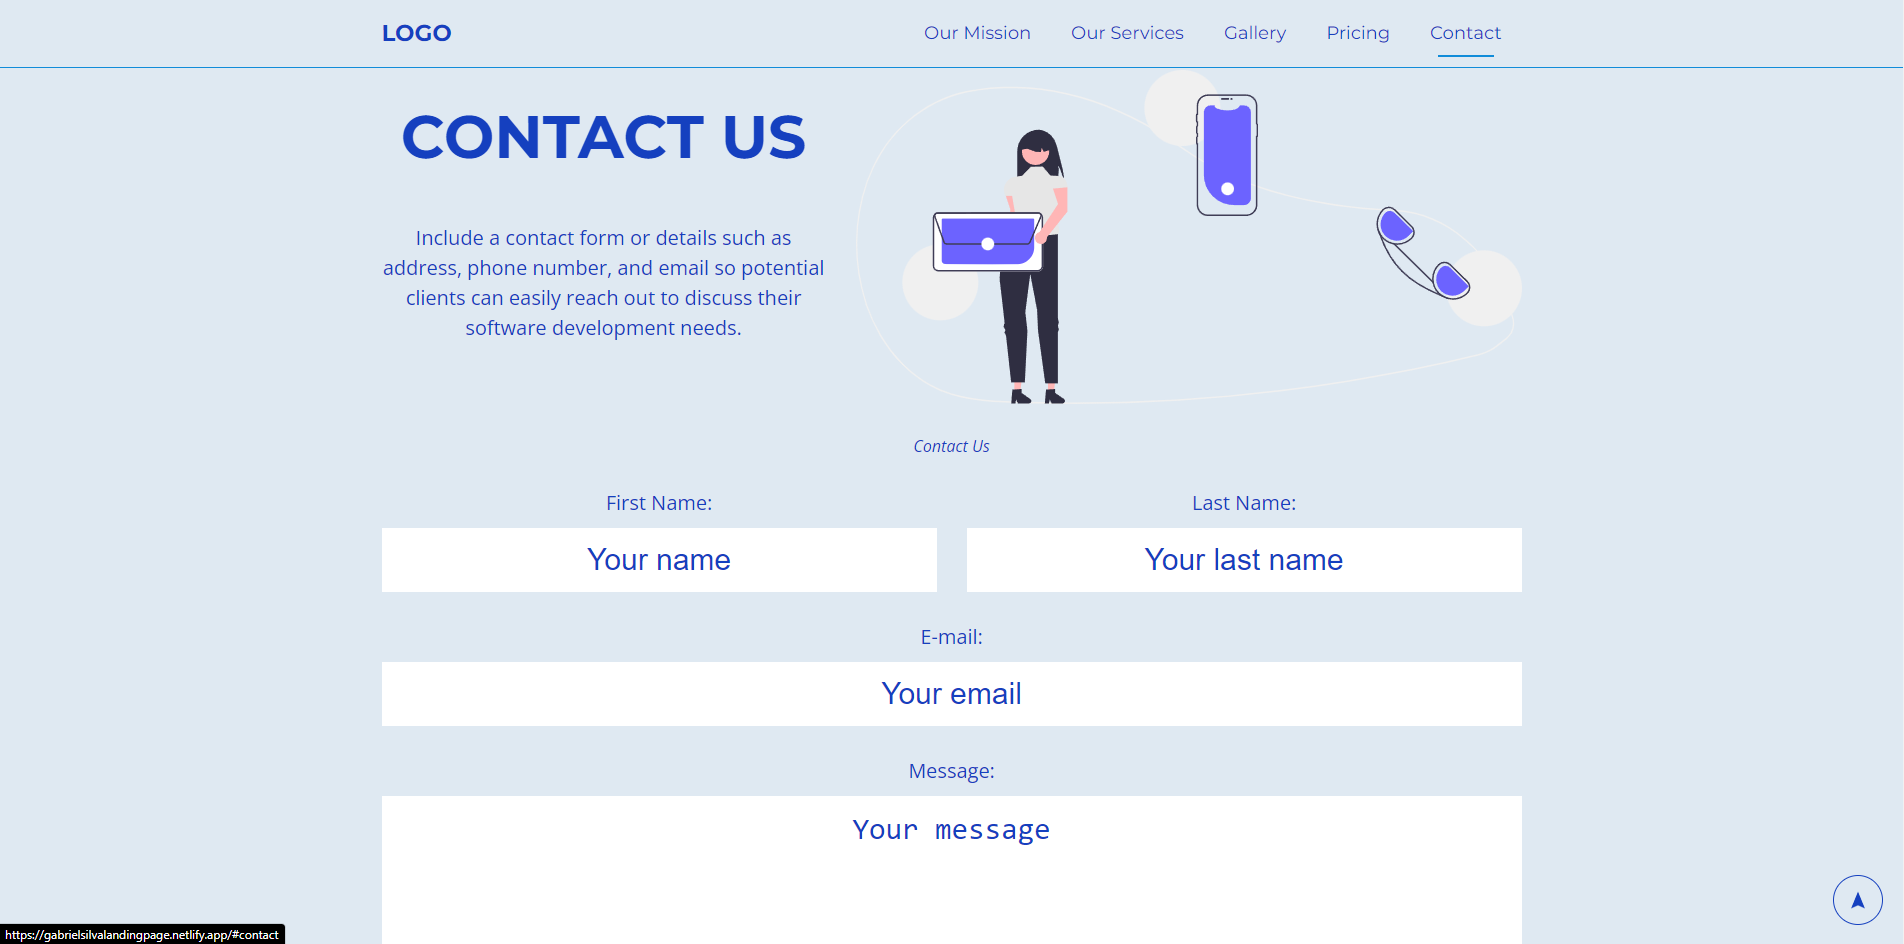 LOGO
Our Mission
Our Services
Gallery
Pricing
Contact
CONTACT US
Include a contact form or details such as
address, phone number, and email so potential
clients can easily reach out to discuss their
software development needs.
Contact Us
First Name:
Last Name:
Your name
Your last name
E-mail:
Your email
Message:
Your message
https://gabrielsilvalandingpage.netlify.app/#contact